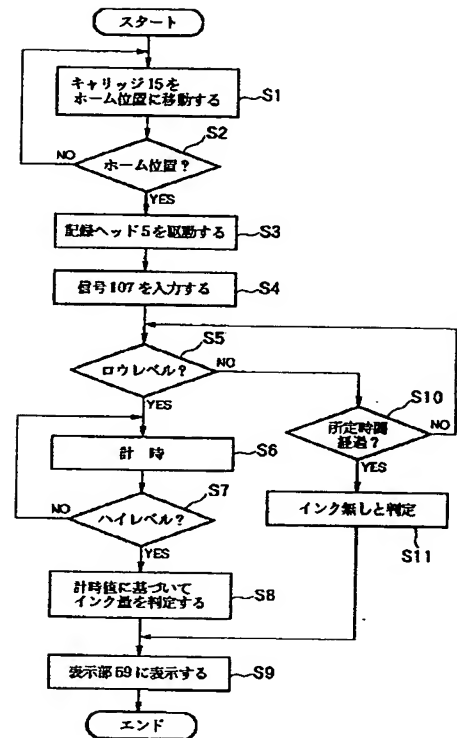 スタート
キャリッジ15を
ホーム位置に移動する
S1
S2
NO
ホーム位置?
YES
記録ヘッド5を駆動する
S3
信号107を入力する
S4
S5
ロウレベル?
NO
YES
S10
所定時間
経過?
NO
YES
計時
S6
S7
NO
ハイレベル?
YES
インク無しと判定
S11
計時値に基づいて
インク量を判定する
S8
表示部59に表示する
S9
エンド